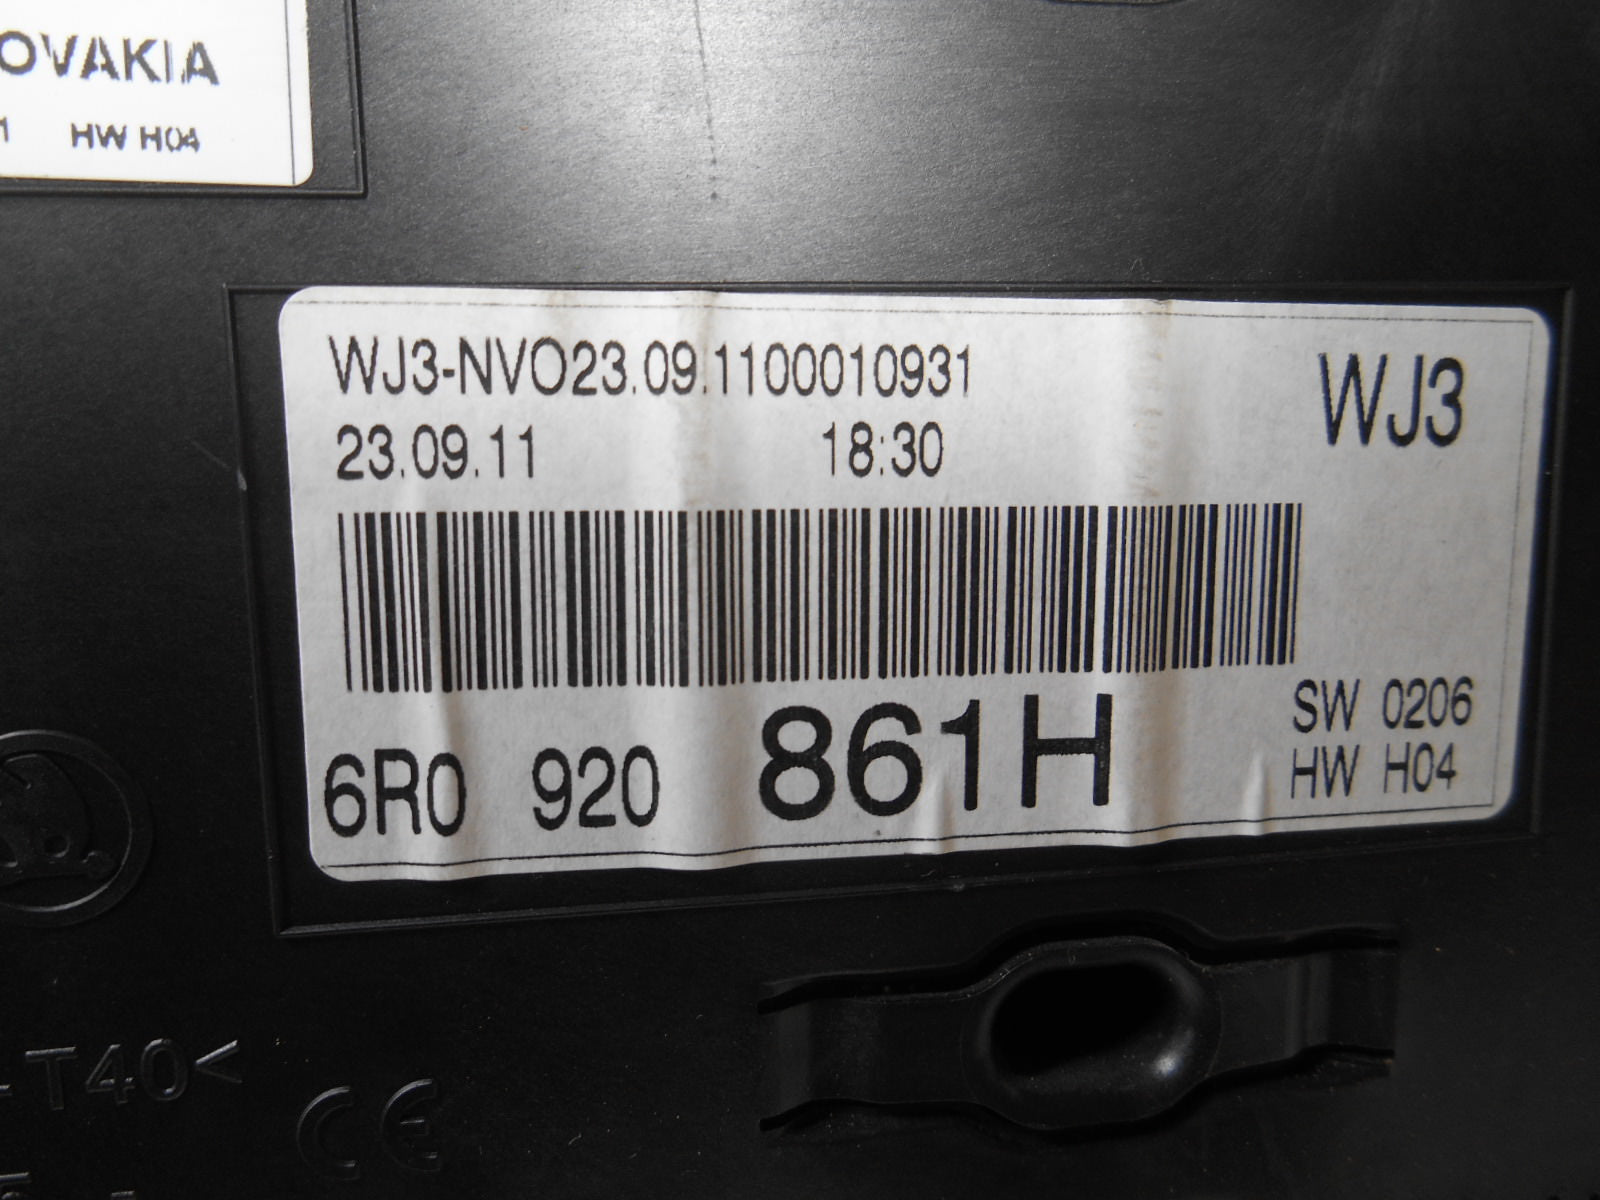 OVAKIA
1 HW H04
WJ3-NVO23.09.1100010931
WJ3
23.09.11 18:30
SW 0206
6R0 920 861H
HW H04
-T40<
CE